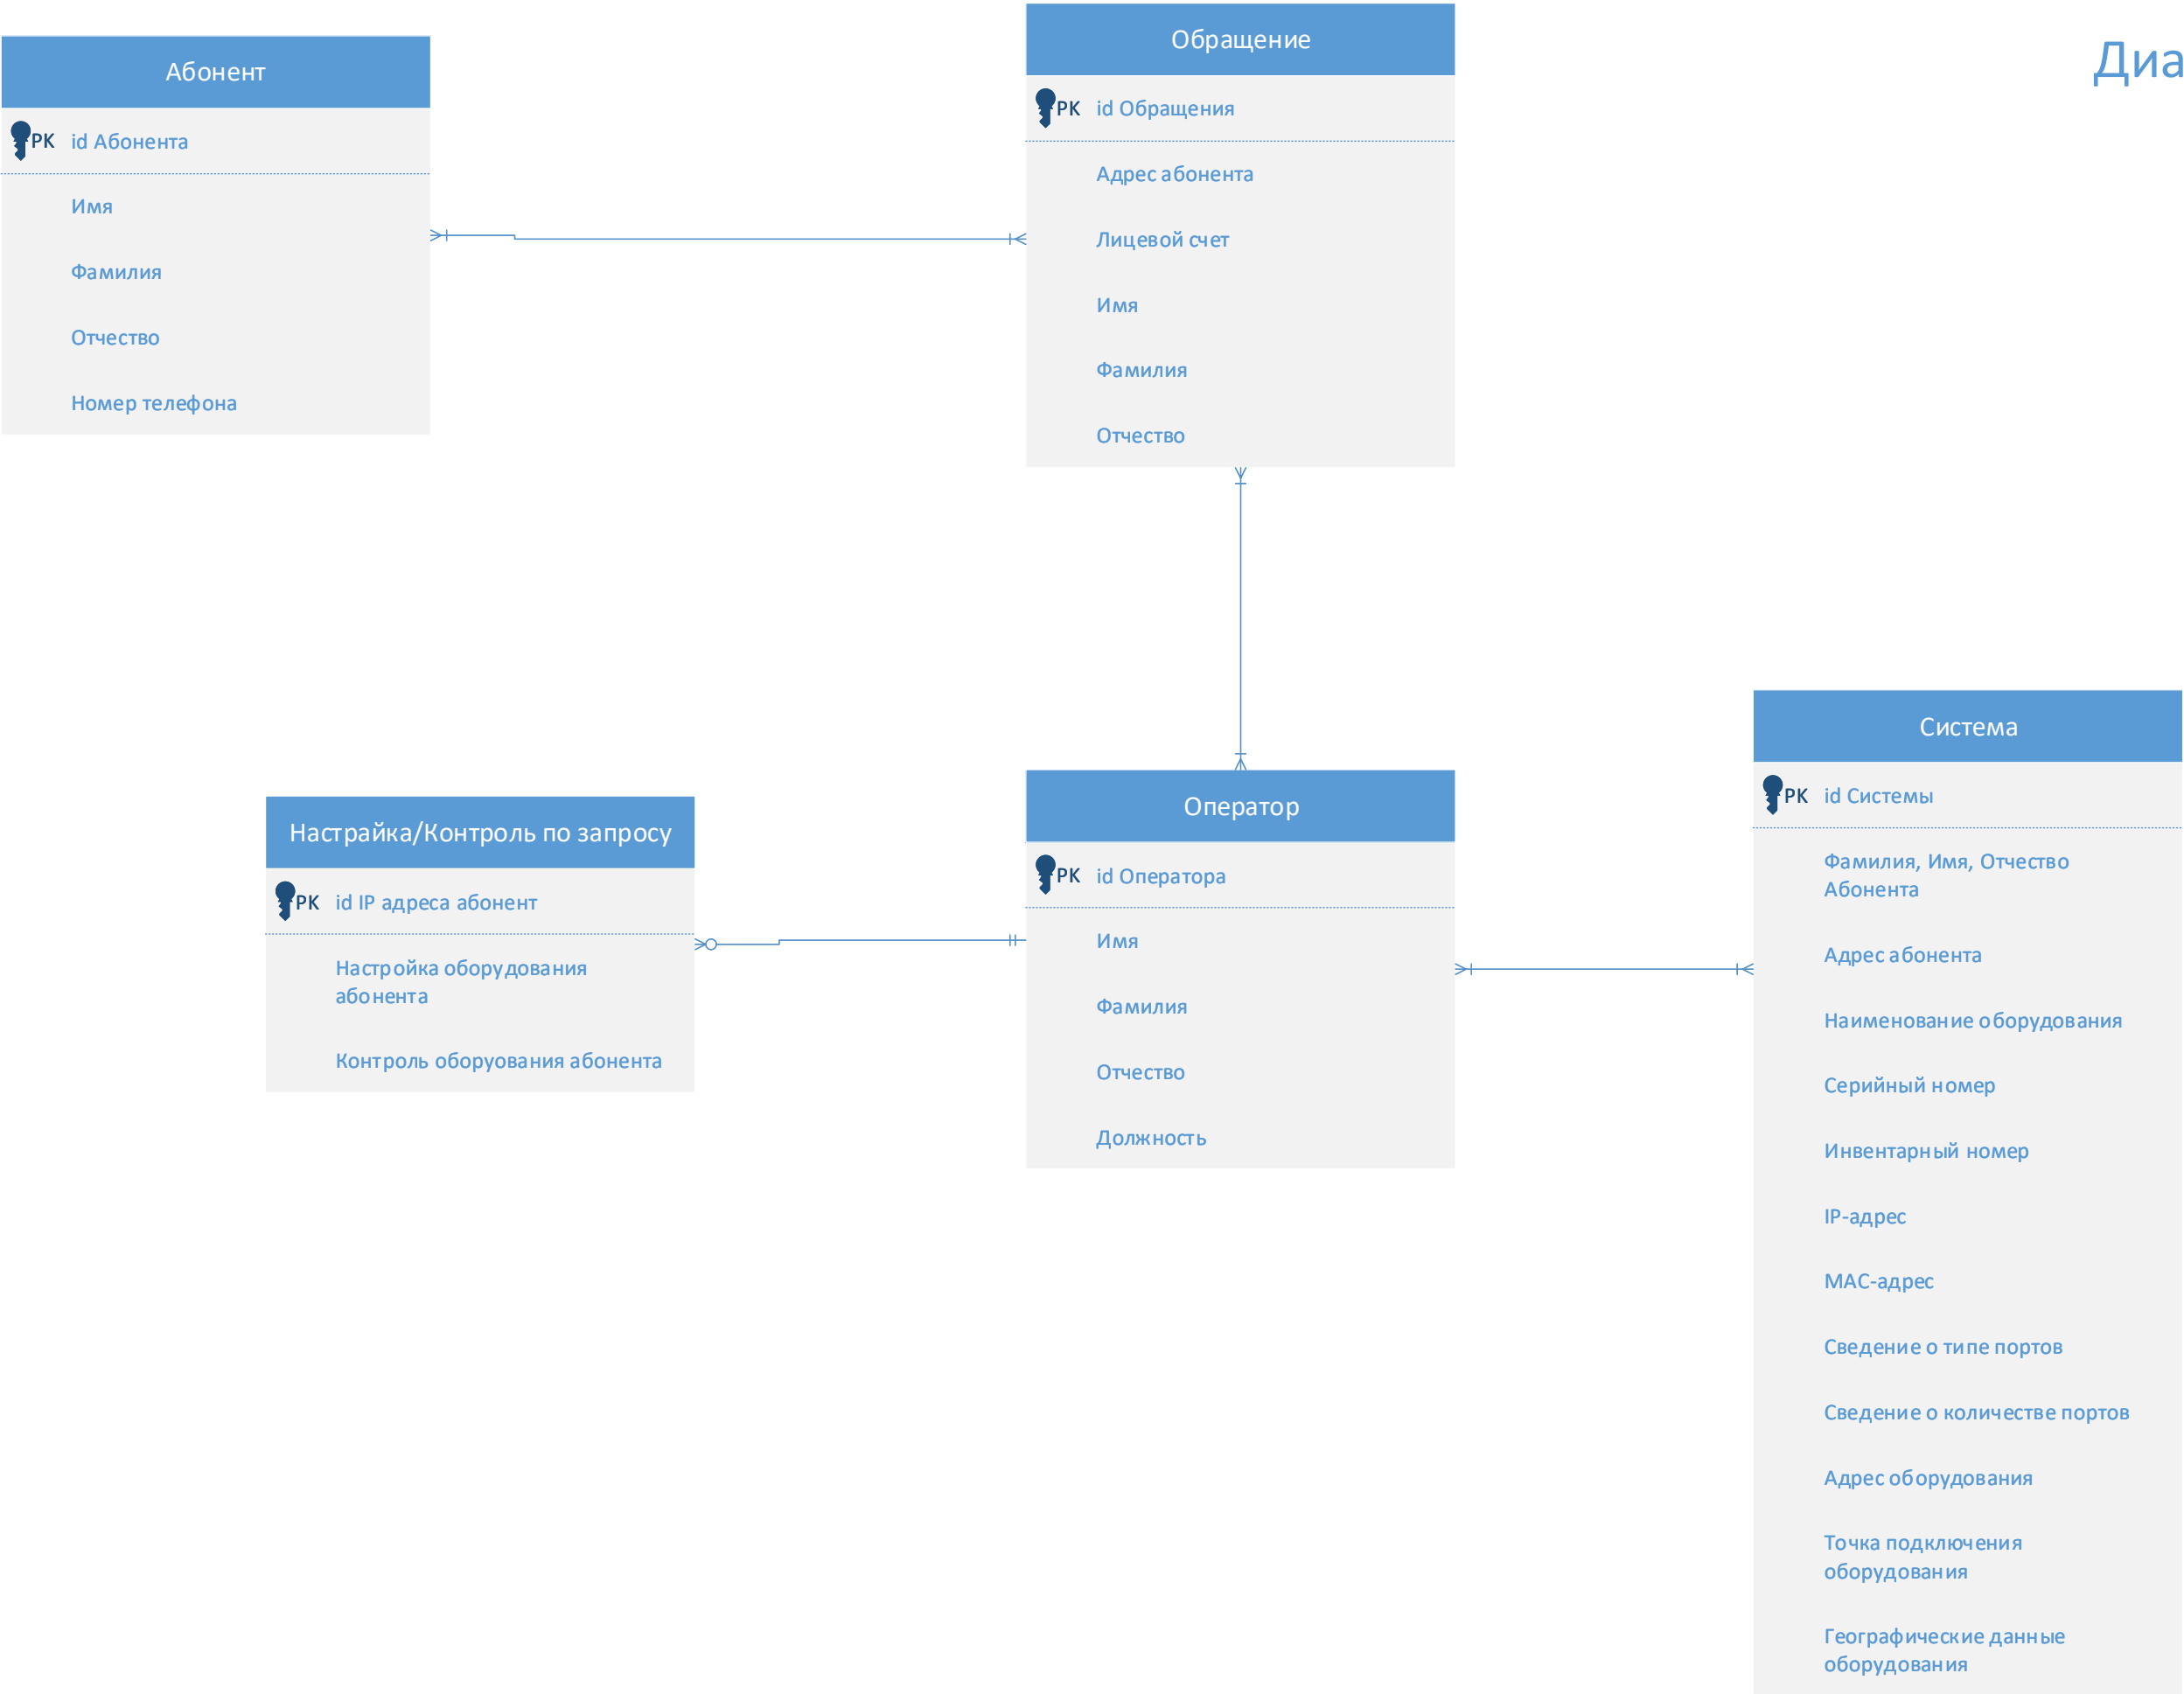 Диа
Абонент
PK id Абонента
Имя
Фамилия
Отчество
Номер телефона
Обращение
PK id Обращения
Адрес абонента
Лицевой счет
Имя
Фамилия
Отчество
Настрайка/Контроль по запросу
PK id IP адреса абонент
Настройка оборудования
абонента
Контроль оборуования абонента
Оператор
PK id Оператора
Имя
Фамилия
Отчество
Должность
Система
PK id Системы
Фамилия, Имя, Отчество
Абонента
Адрес абонента
Наименование оборудования
Серийный номер
Инвентарный номер
IP-адрес
MAC-адрес
Сведение о типе портов
Сведение о количестве портов
Адрес оборудования
Точка подключения
оборудования
Географические данные
оборудования